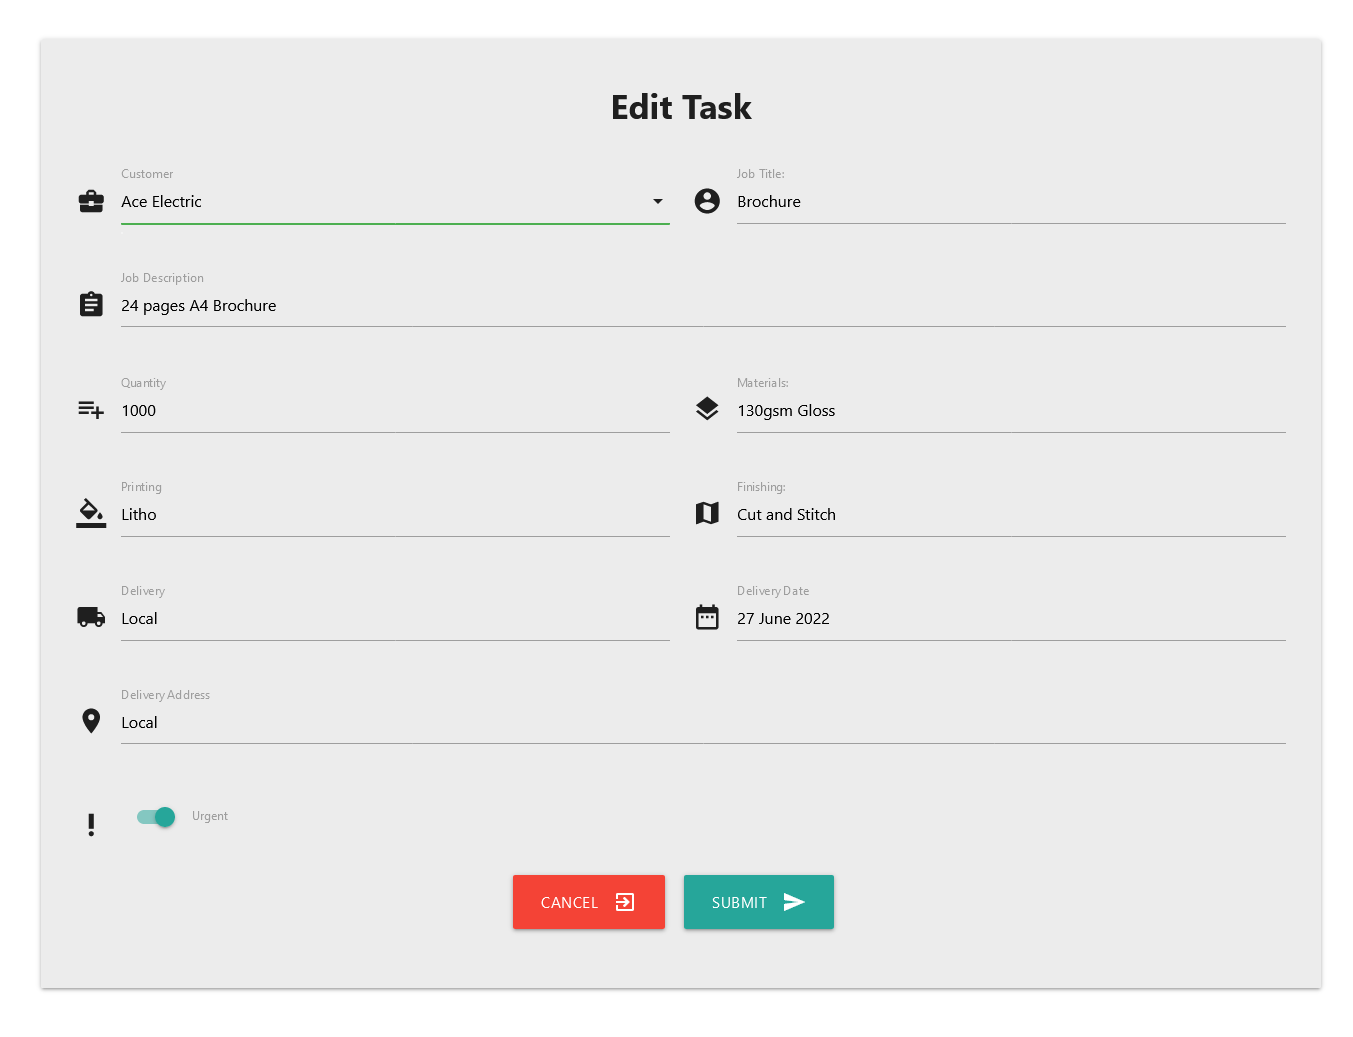 Edit Task
Customer
Ace Electric
Job Title:
Brochure
Job Description
24 pages A4 Brochure
Quantity
1000
Materials:
130gsm Gloss
Printing
Litho
Finishing:
Cut and Stitch
Delivery
Local
Delivery Date
27 June 2022
Delivery Address
Local
Urgent
CANCEL
SUBMIT